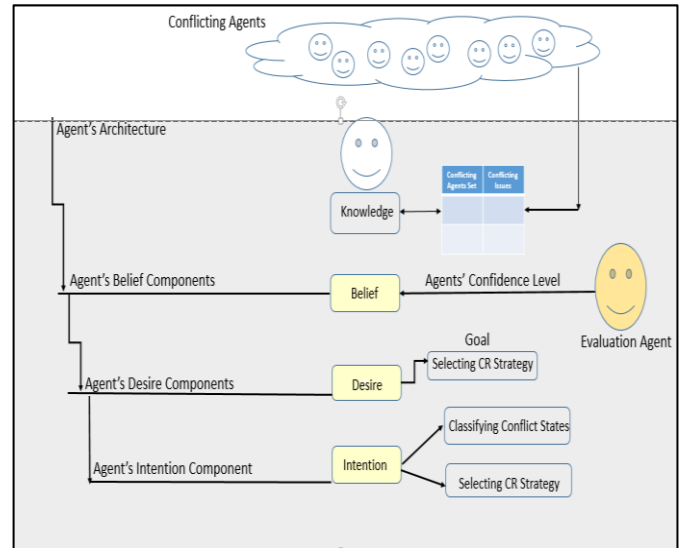 Conflicting Agents
Agent's Architecture
Conflicting
Agents Set
Conflicting
Issues
Knowledge
Agent's Belief Components
Belief
Agents' Confidence Level
Evaluation Agent
Goal
Selecting CR Strategy
Agent's Desire Components
Desire
Classifying Conflict States
Agent's Intention Component
Intention
Selecting CR Strategy